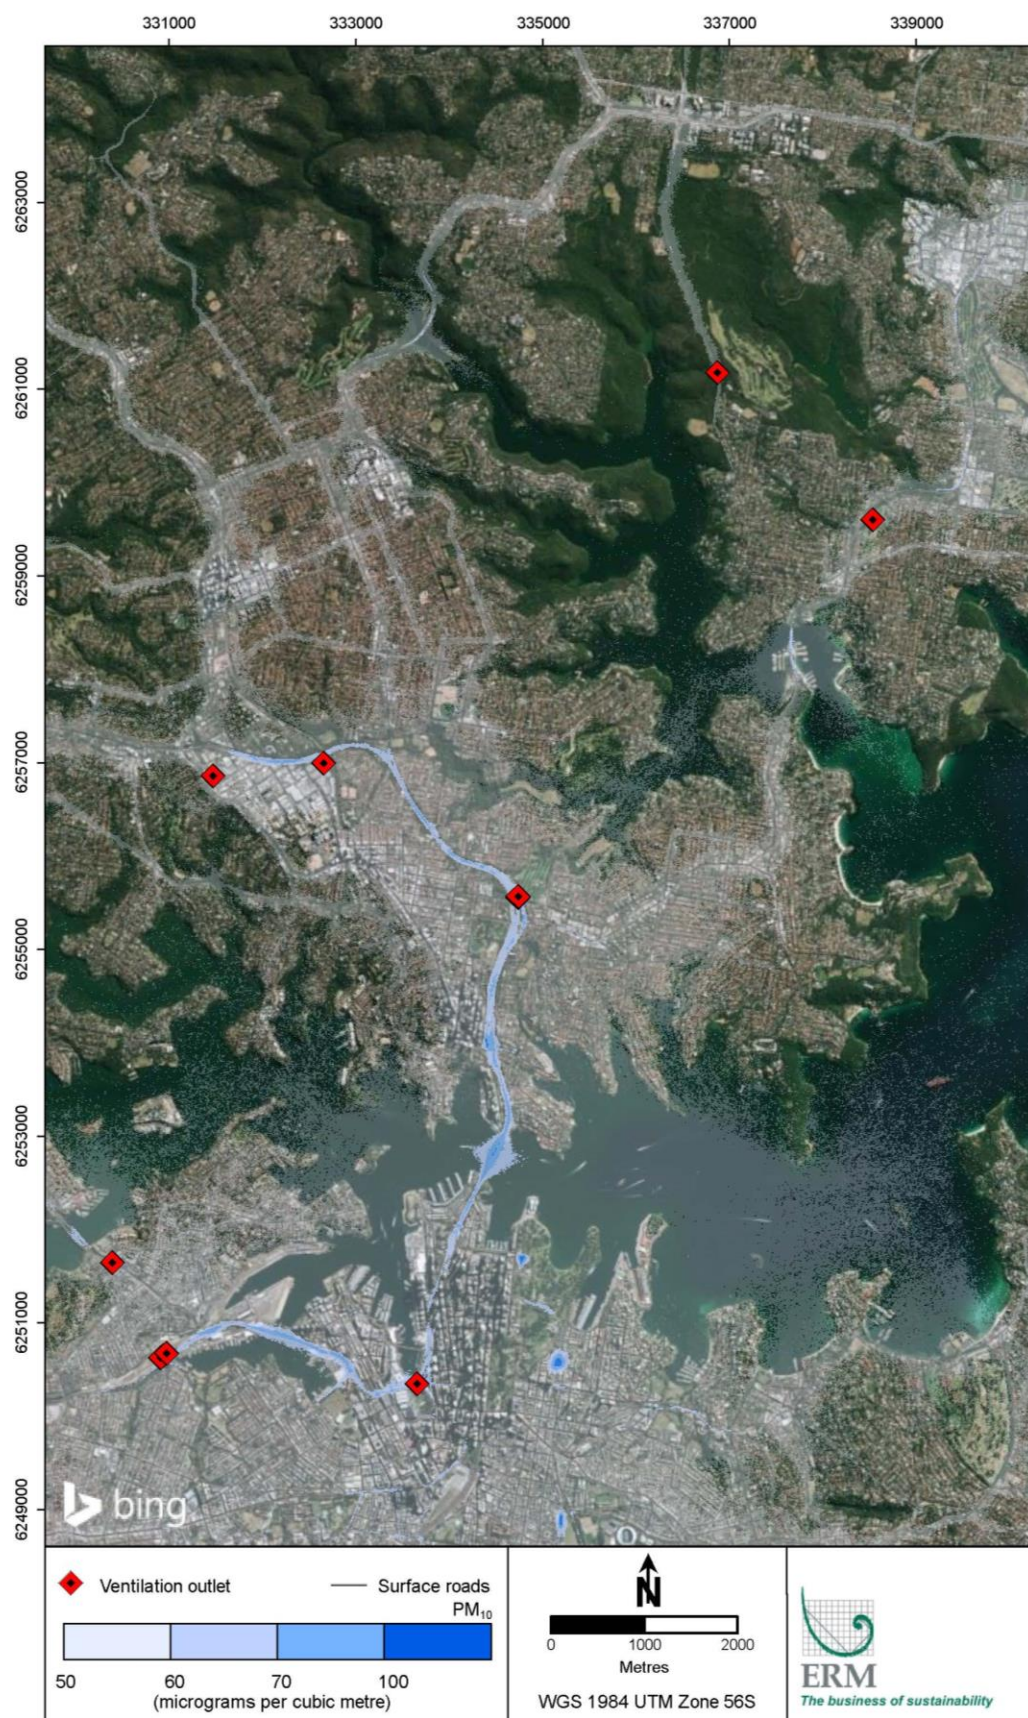 331000 333000 335000 337000 339000
6263000
6261000
6259000
6257000
6255000
6253000
6251000
6249000
bing
Ventilation outlet
Surface roads
PM₁₀
50 60 70 100
(micrograms per cubic metre)
N
0 1000 2000
Metres
WGS 1984 UTM Zone 56S
ERM
The business of sustainability